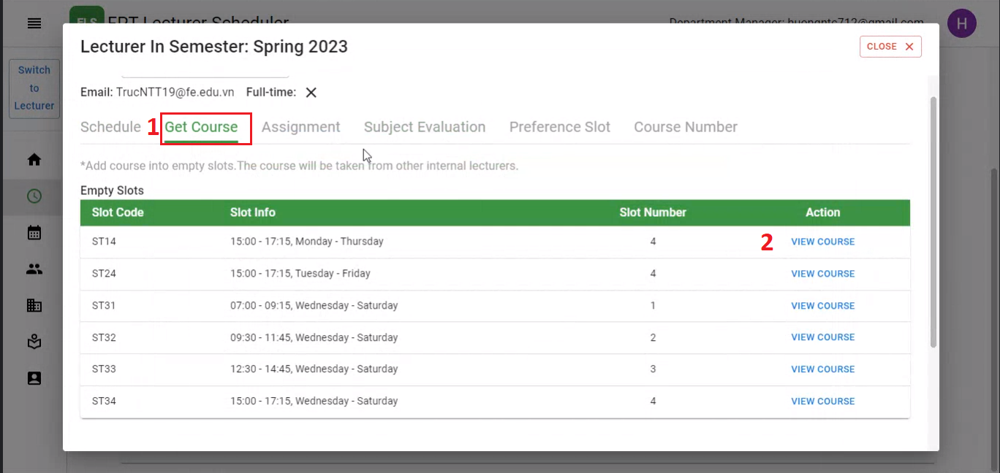 FLS FPT Lecturer Scheduler
Department Manager: huongntc712@gmail.com
H
Lecturer In Semester: Spring 2023
CLOSE
Switch
to
Lecturer
Email: TrucNTT19@fe.edu.vn Full-time:
Schedule 1 Get Course Assignment Subject Evaluation Preference Slot Course Number
*Add course into empty slots.The course will be taken from other internal lecturers.
Empty Slots
Slot Code Slot Info Slot Number Action
ST14 15:00 - 17:15, Monday - Thursday 4 2 VIEW COURSE
ST24 15:00 - 17:15, Tuesday - Friday 4 VIEW COURSE
ST31 07:00 - 09:15, Wednesday - Saturday 1 VIEW COURSE
ST32 09:30 - 11:45, Wednesday - Saturday 2 VIEW COURSE
ST33 12:30 - 14:45, Wednesday - Saturday 3 VIEW COURSE
ST34 15:00 - 17:15, Wednesday - Saturday 4 VIEW COURSE